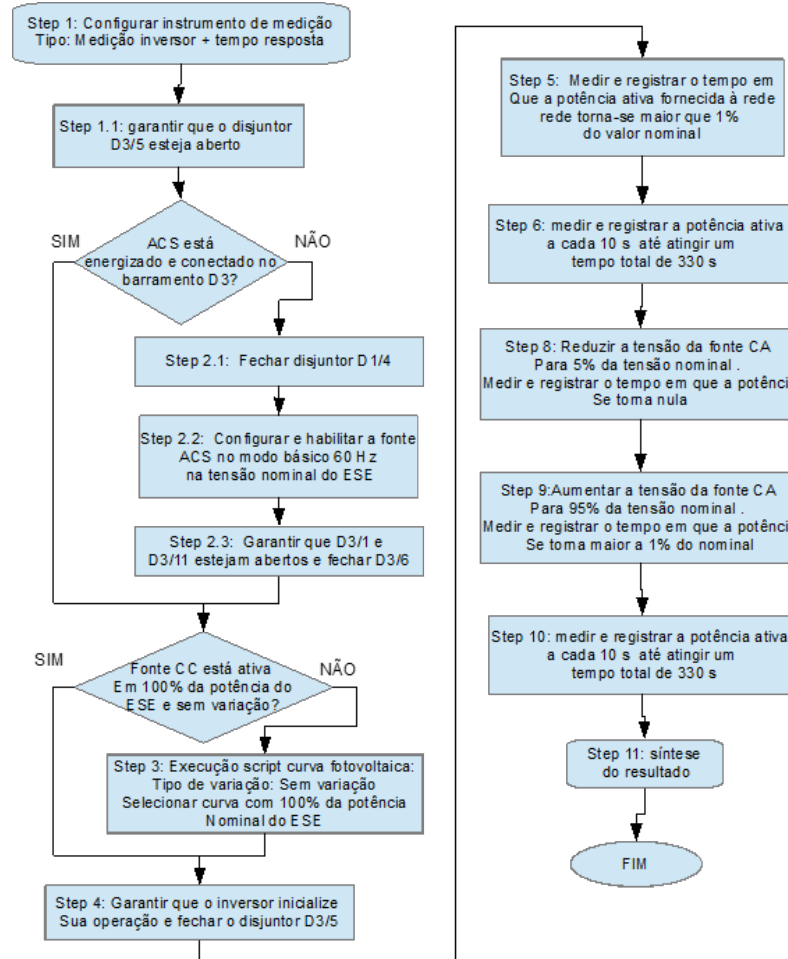 Step 1: Configurar instrumento de medição
Tipo: Medição inversor + tempo resposta
Step 1.1: garantir que o disjuntor
D3/5 esteja aberto
SIM
NÃO
ACS está
energizado e conectado no
barramento D3?
Step 2.1: Fechar disjuntor D1/4
Step 2.2: Configurar e habilitar a fonte
ACS no modo básico 60 Hz
na tensão nominal do ESE
Step 2.3: Garantir que D3/1 e
D3/11 estejam abertos e fechar D3/6
SIM
NÃO
Fonte CC está ativa
Em 100% da potência do
ESE e sem variação?
Step 3: Execução script curva fotovoltaica:
Tipo de variação: Sem variação
Selecionar curva com 100% da potência
Nominal do ESE
Step 4: Garantir que o inversor inicialize
Sua operação e fechar o disjuntor D3/5
Step 5: Medir e registrar o tempo em
Que a potência ativa fornecida à rede
rede torna-se maior que 1%
do valor nominal
Step 6: medir e registrar a potência ativa
a cada 10 s até atingir um
tempo total de 330 s
Step 8: Reduzir a tensão da fonte CA
Para 5% da tensão nominal .
Medir e registrar o tempo em que a potênci
Se torna nula
Step 9:Aumentar a tensão da fonte CA
Para 95% da tensão nominal .
Medir e registrar o tempo em que a potênci
Se torna maior a 1% do nominal
Step 10: medir e registrar a potência ativa
a cada 10 s até atingir um
tempo total de 330 s
Step 11: síntese
do resultado
FIM